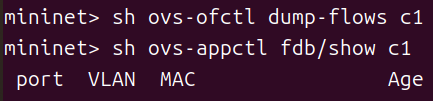 mininet> sh ovs-ofctl dump-flows c1
mininet> sh ovs-appctl fdb/show c1
 port  VLAN  MAC                Age